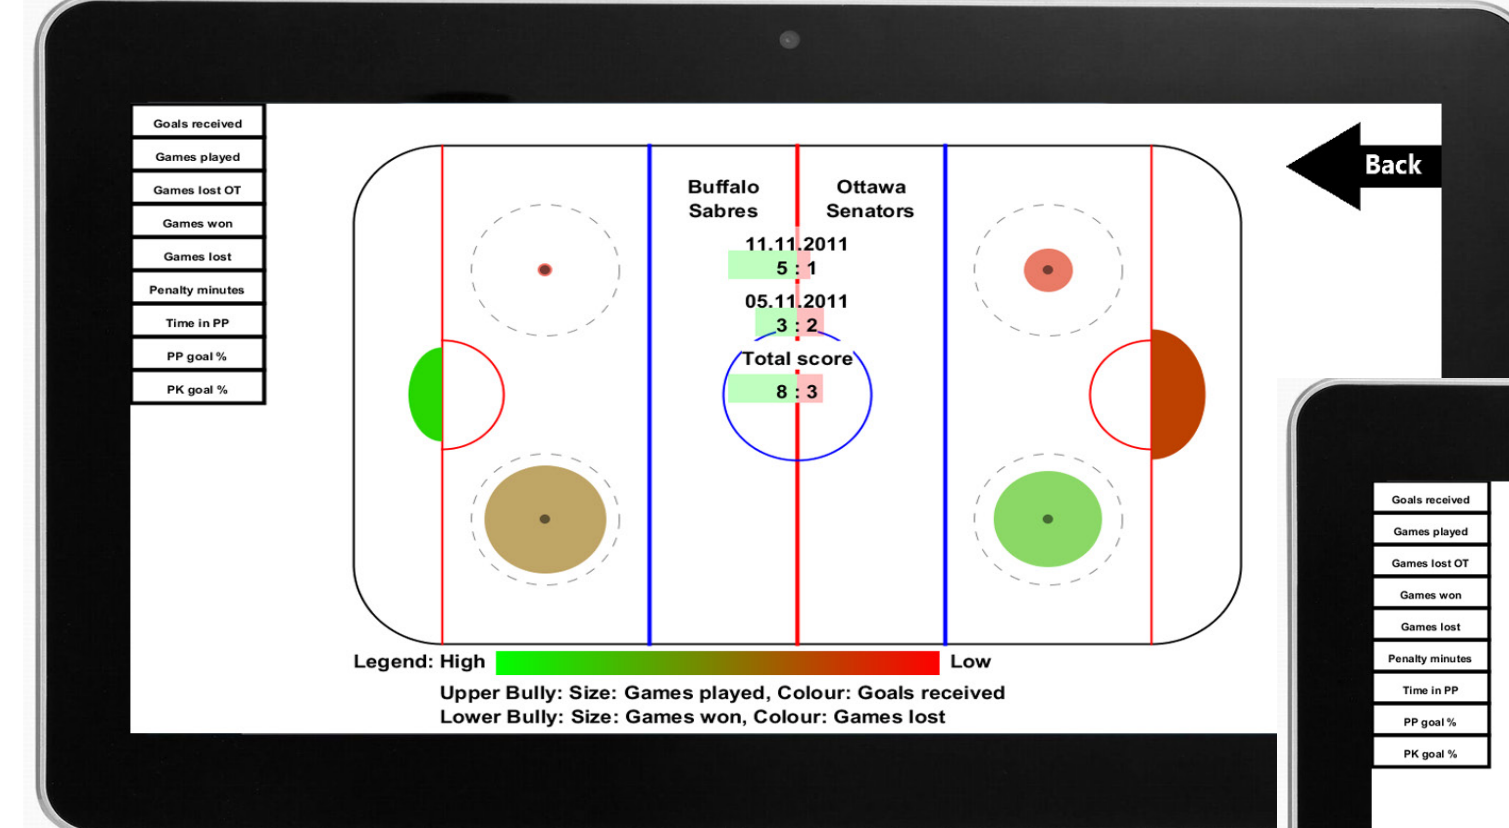 Goals received
Games played
Games lost OT
Games won
Games lost
Penalty minutes
Time in PP
PP goal %
PK goal %
Buffalo
Sabres
Ottawa
Senators
11.11.2011
5 : 1
05.11.2011
3 : 2
Total score
8 : 3
Back
Legend: High
Low
Upper Bully: Size: Games played, Colour: Goals received
Lower Bully: Size: Games won, Colour: Games lost
Goals received
Games played
Games lost OT
Games won
Games lost
Penalty minutes
Time in PP
PP goal %
PK goal %